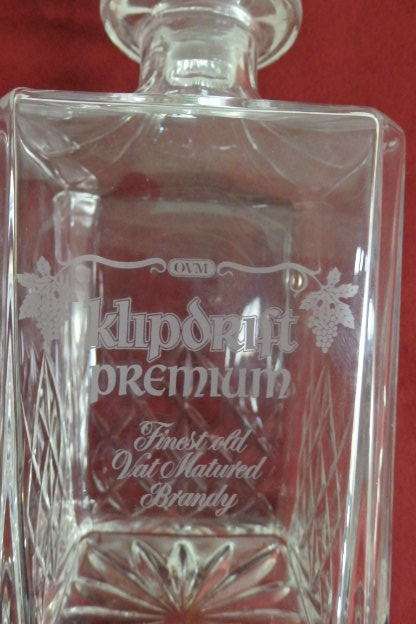 OVM
klipdrift
premium
Finest old
Vat Matured
Brandy